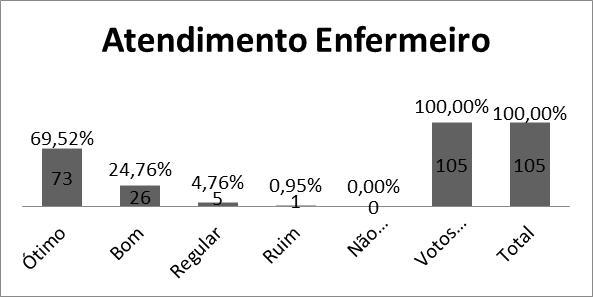 Atendimento Enfermeiro
69,52% 24,76% 4,76% 0,95% 0,00% 100,00% 100,00%
73 26 5 1 0 105 105
Ótimo Bom Regular Ruim Não... Votos... Total